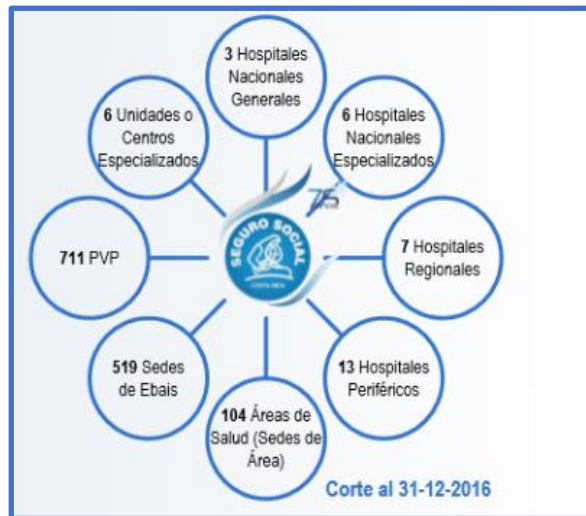 3 Hospitales
Nacionales
Generales
6 Hospitales
Nacionales
Especializados
7 Hospitales
Regionales
13 Hospitales
Periféricos
104 Áreas de
Salud (Sedes de
Área)
519 Sedes
de Ebais
711 PVP
6 Unidades o
Centros
Especializados
75
SEGURO SOCIAL
COSTA RICA
Corte al 31-12-2016